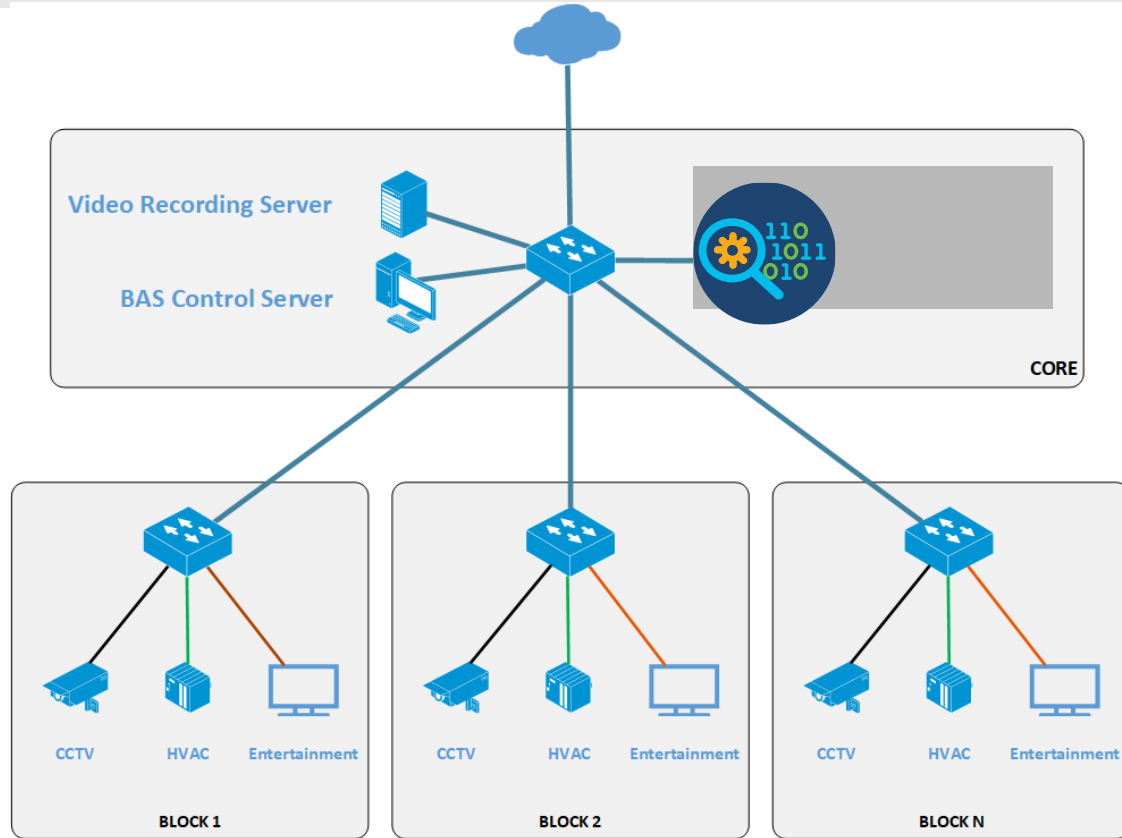 Video Recording Server
110
1011
010
BAS Control Server
CORE
CCTV HVAC Entertainment
BLOCK 1
CCTV HVAC Entertainment
BLOCK 2
CCTV HVAC Entertainment
BLOCK N